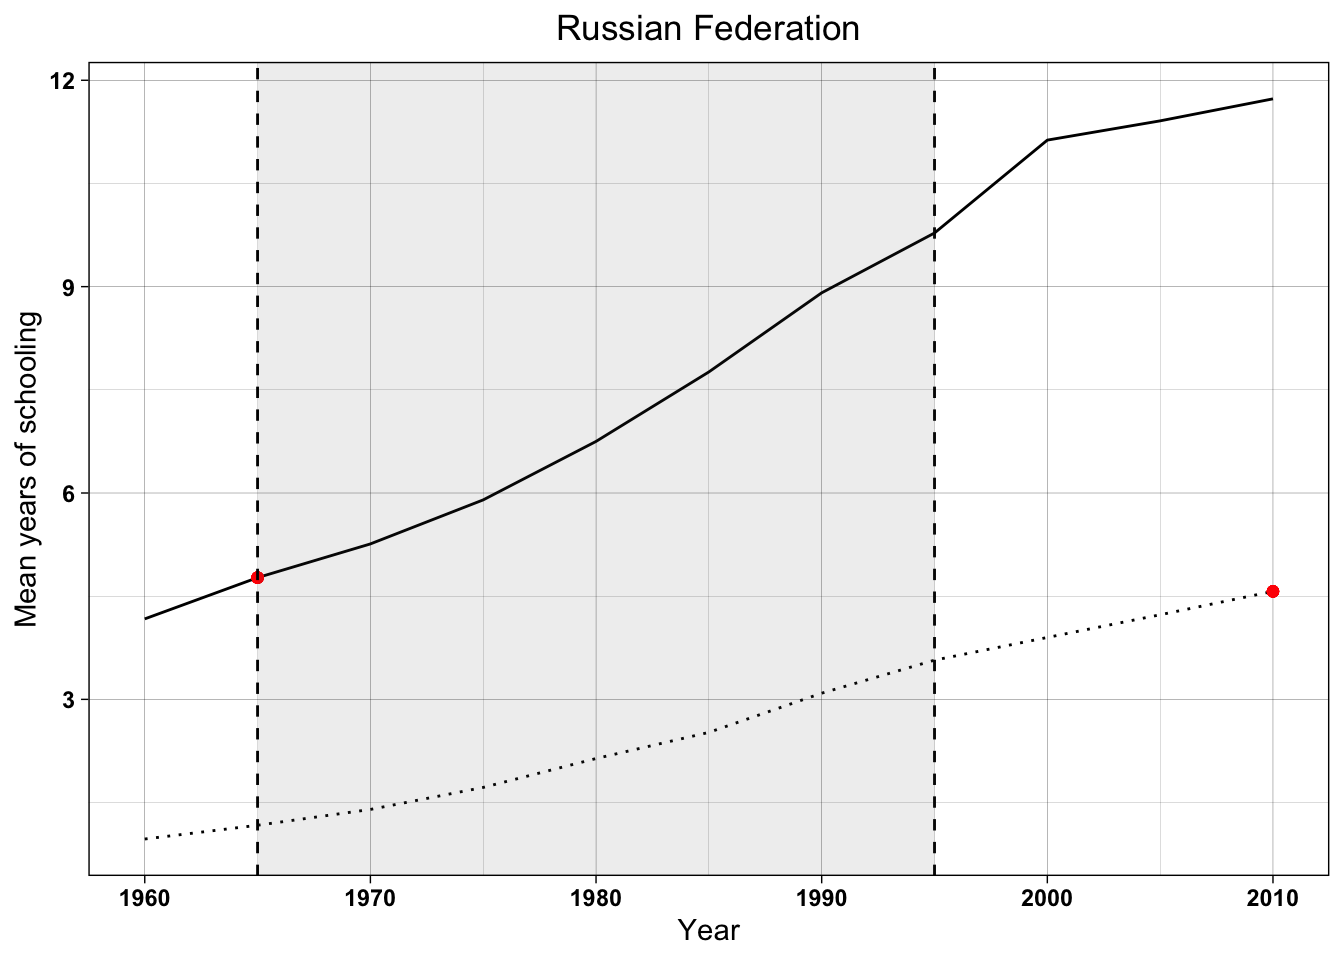 Russian Federation
Mean years of schooling
12
9
6
3
1960 1970 1980 1990 2000 2010
Year